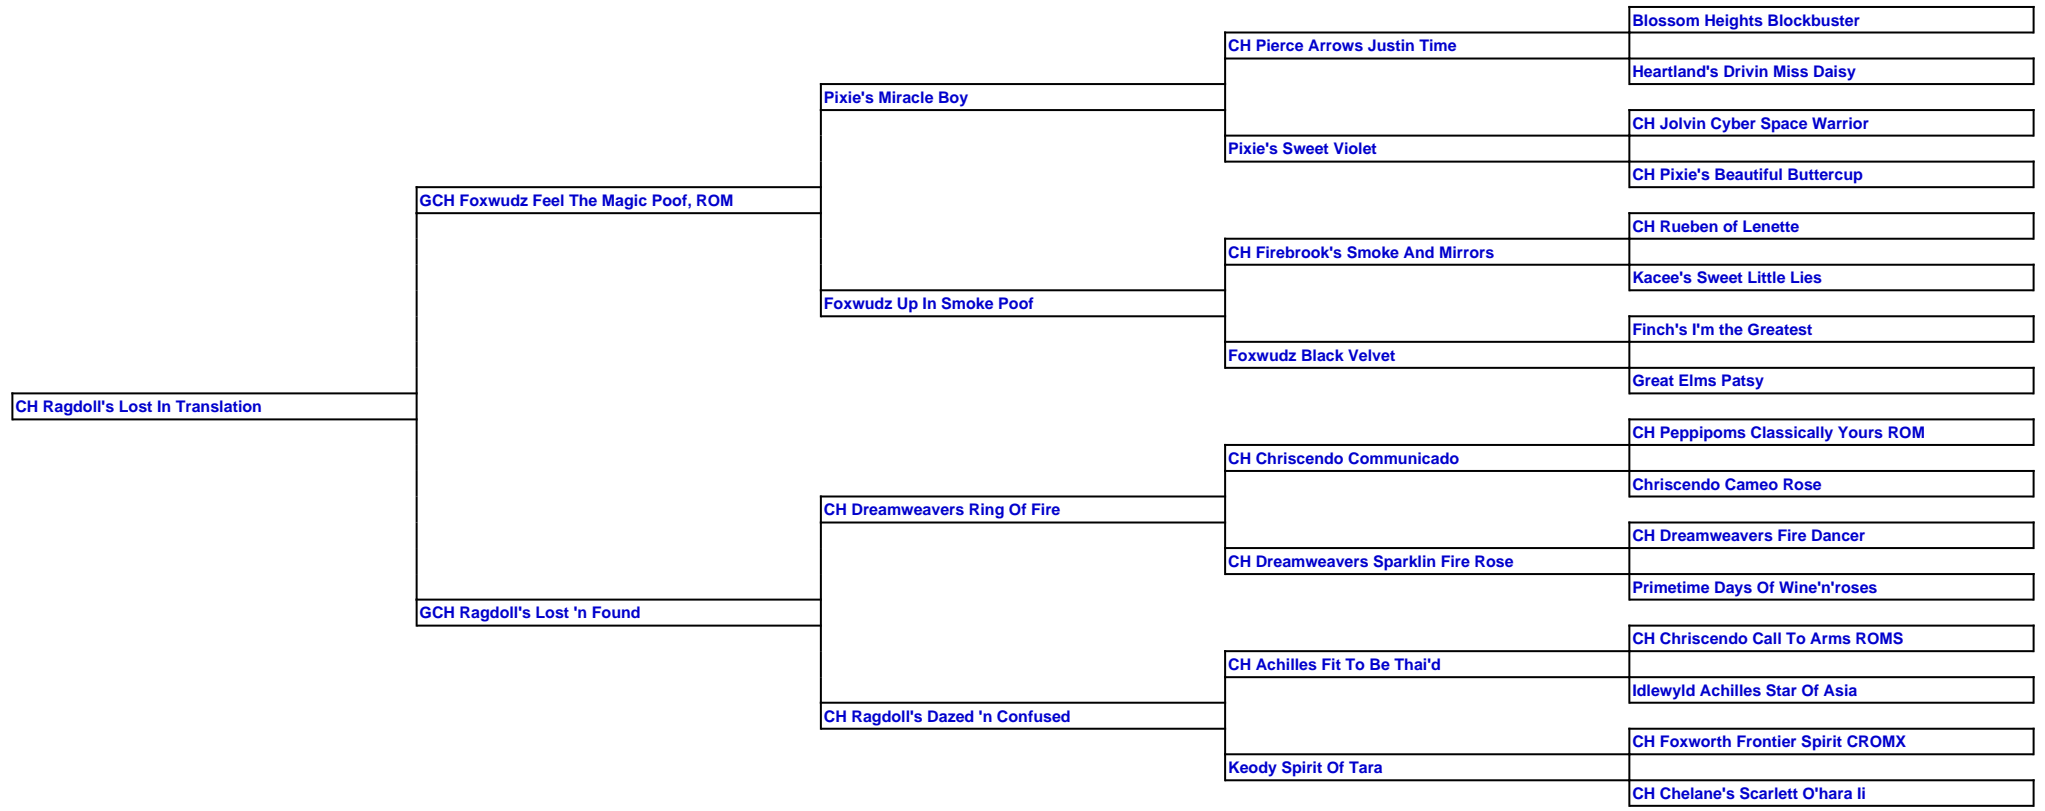 Blossom Heights Blockbuster
CH Pierce Arrows Justin Time
Heartland's Drivin Miss Daisy
Pixie's Miracle Boy
CH Jolvin Cyber Space Warrior
Pixie's Sweet Violet
CH Pixie's Beautiful Buttercup
GCH Foxwudz Feel The Magic Poof, ROM
CH Rueben of Lenette
CH Firebrook's Smoke And Mirrors
Kacee's Sweet Little Lies
Foxwudz Up In Smoke Poof
Finch's I'm the Greatest
Foxwudz Black Velvet
Great Elms Patsy
CH Ragdoll's Lost In Translation
CH Peppipoms Classically Yours ROM
CH Chriscendo Communicado
Chriscendo Cameo Rose
CH Dreamweavers Ring Of Fire
CH Dreamweavers Fire Dancer
CH Dreamweavers Sparklin Fire Rose
Primetime Days Of Wine'n'roses
GCH Ragdoll's Lost 'n Found
CH Chriscendo Call To Arms ROMS
CH Achilles Fit To Be Thai'd
Idlewyld Achilles Star Of Asia
CH Ragdoll's Dazed 'n Confused
CH Foxworth Frontier Spirit CROMX
Keody Spirit Of Tara
CH Chelane's Scarlett O'hara Ii